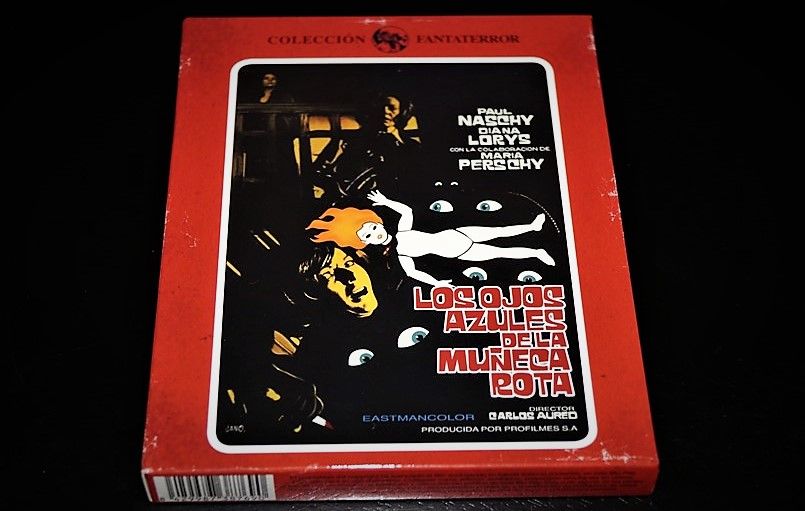 COLECCIÓN FANTATERROR
PAUL
NASCHY
DIANA
LORYS
CON LA COLABORACION DE
MARIA
PERSCHY
LOS OJOS
AZULES
DE LA
MUÑECA
ROTA
DIRECTOR
EASTMANCOLOR CARLOS AURED
PRODUCIDA POR PROFILMES S.A
CANO.